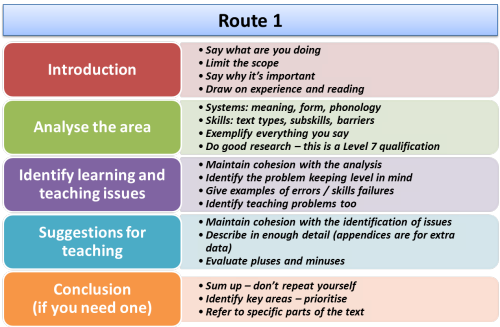 Route 1
Introduction
• Say what are you doing
• Limit the scope
• Say why it's important
• Draw on experience and reading
Analyse the area
• Systems: meaning, form, phonology
• Skills: text types, subskills, barriers
• Exemplify everything you say
• Do good research – this is a Level 7 qualification
Identify learning and
teaching issues
• Maintain cohesion with the analysis
• Identify the problem keeping level in mind
• Give examples of errors / skills failures
• Identify teaching problems too
Suggestions for
teaching
• Maintain cohesion with the identification of issues
• Describe in enough detail (appendices are for extra
data)
• Evaluate pluses and minuses
Conclusion
(if you need one)
• Sum up – don't repeat yourself
• Identify key areas – prioritise
• Refer to specific parts of the text